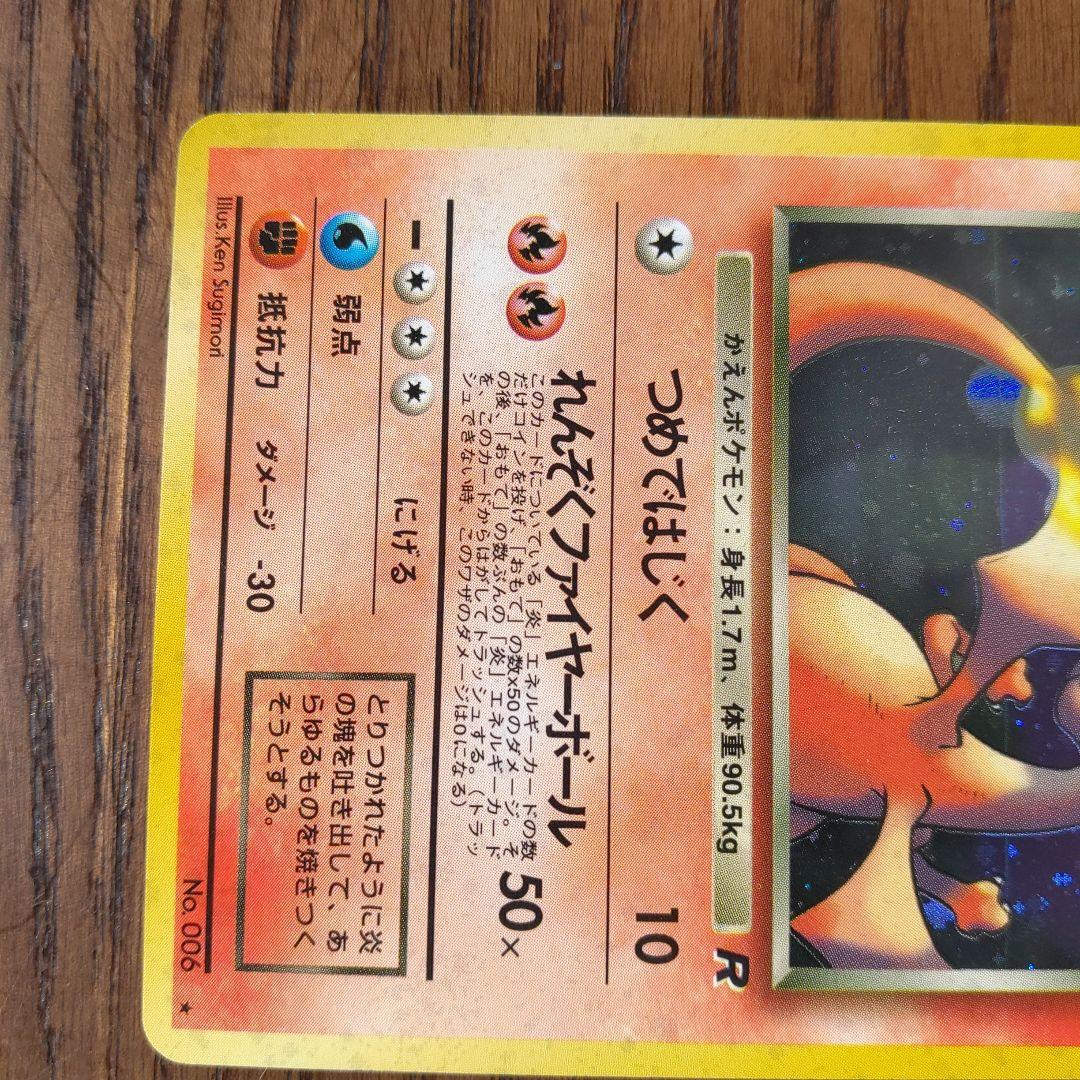 かえんポケモン：身長1.7m、体重90.5kg
R
つめではじく 10
れんぞくファイヤーボール 50×
このカードについている「炎」エネルギーカードの数
だけコインを投げ、「おもて」の数×50のダメージ。そ
の後、「おもて」の数ぶんの「炎」エネルギーカード
を、このカードからはがしてトラッシュする。（トラッ
シュできない時、このワザのダメージは0になる）
にげる
弱点
抵抗力 ダメージ -30
とりつかれたように炎
の塊を吐き出して、あ
らゆるものを焼きつく
そうとする。
Illus. Ken Sugimori
No. 006 ★